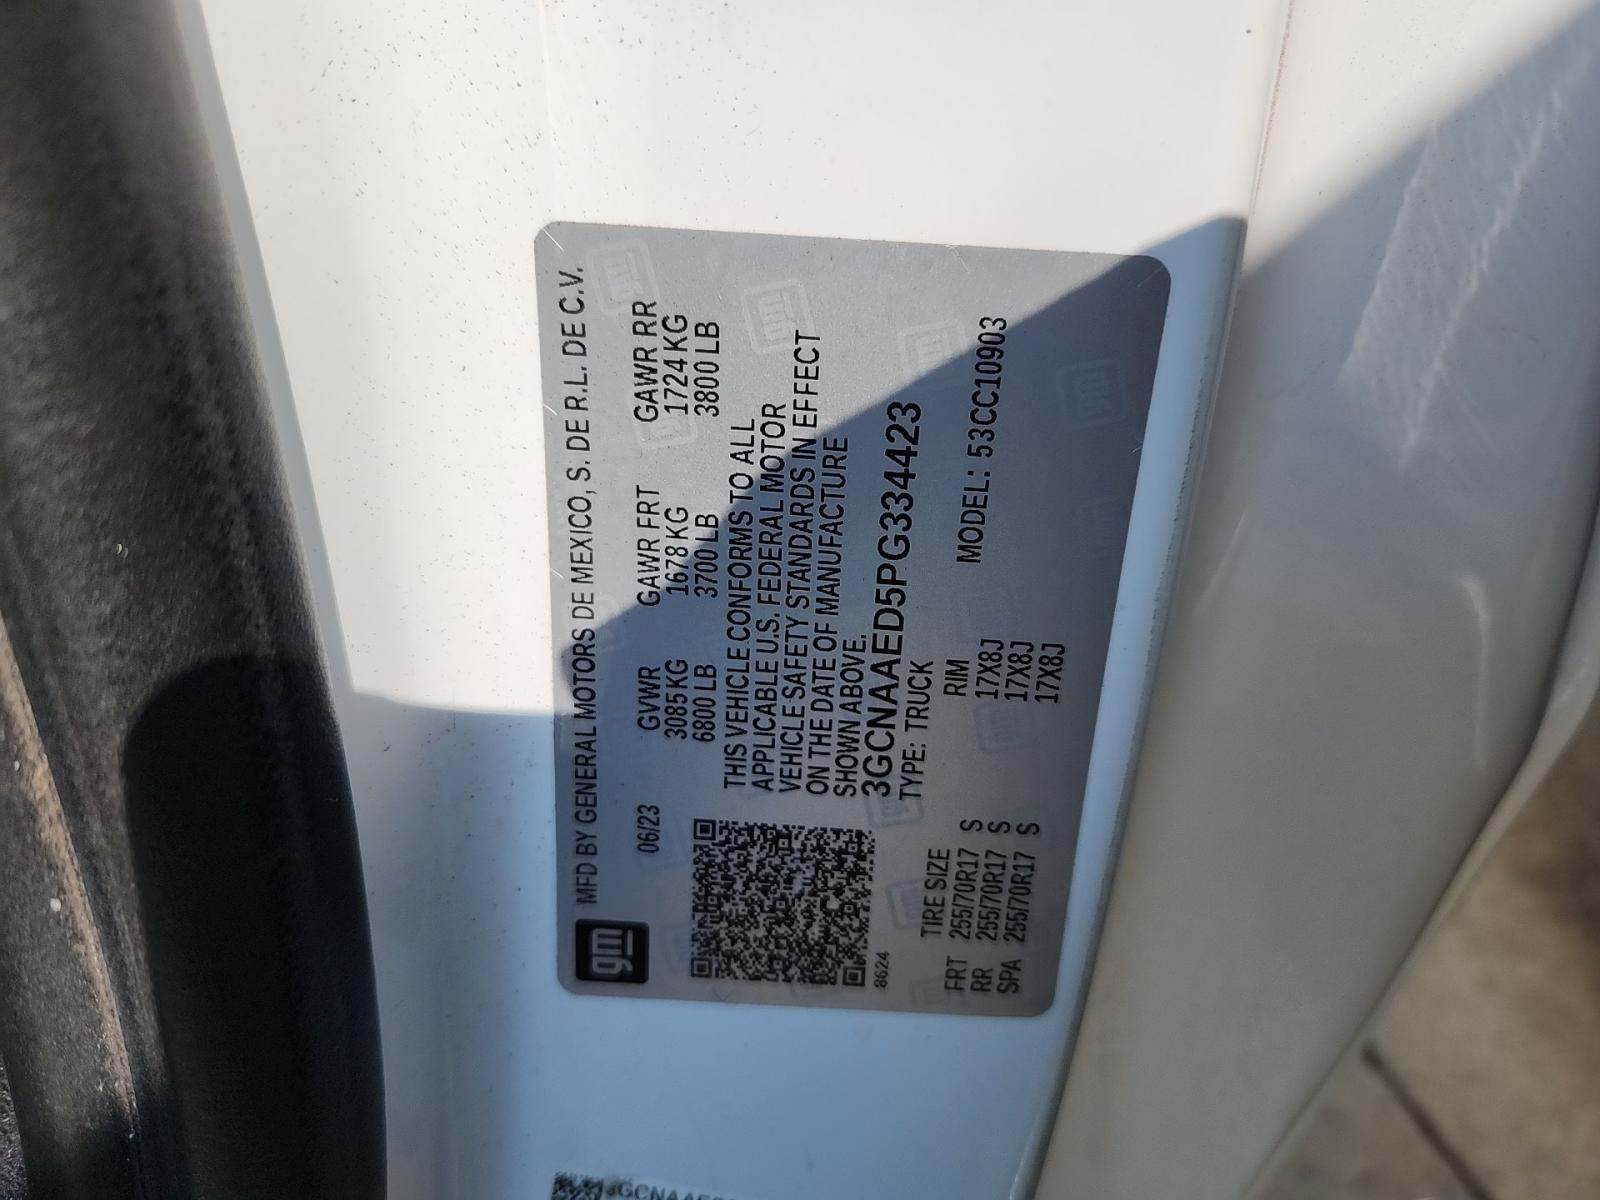 gm MFD BY GENERAL MOTORS DE MEXICO, S. DE R.L. DE C.V.
06/23 GVWR GAWR FRT GAWR RR
3085 KG 1678 KG 1724 KG
6800 LB 3700 LB 3800 LB
THIS VEHICLE CONFORMS TO ALL
APPLICABLE U.S. FEDERAL MOTOR
VEHICLE SAFETY STANDARDS IN EFFECT
ON THE DATE OF MANUFACTURE
SHOWN ABOVE.
3GCNAAED5PG334423
8624 TYPE: TRUCK
TIRE SIZE RIM MODEL: 53CC10903
FRT 255/70R17 S 17X8J
RR 255/70R17 S 17X8J
SPA 255/70R17 S 17X8J